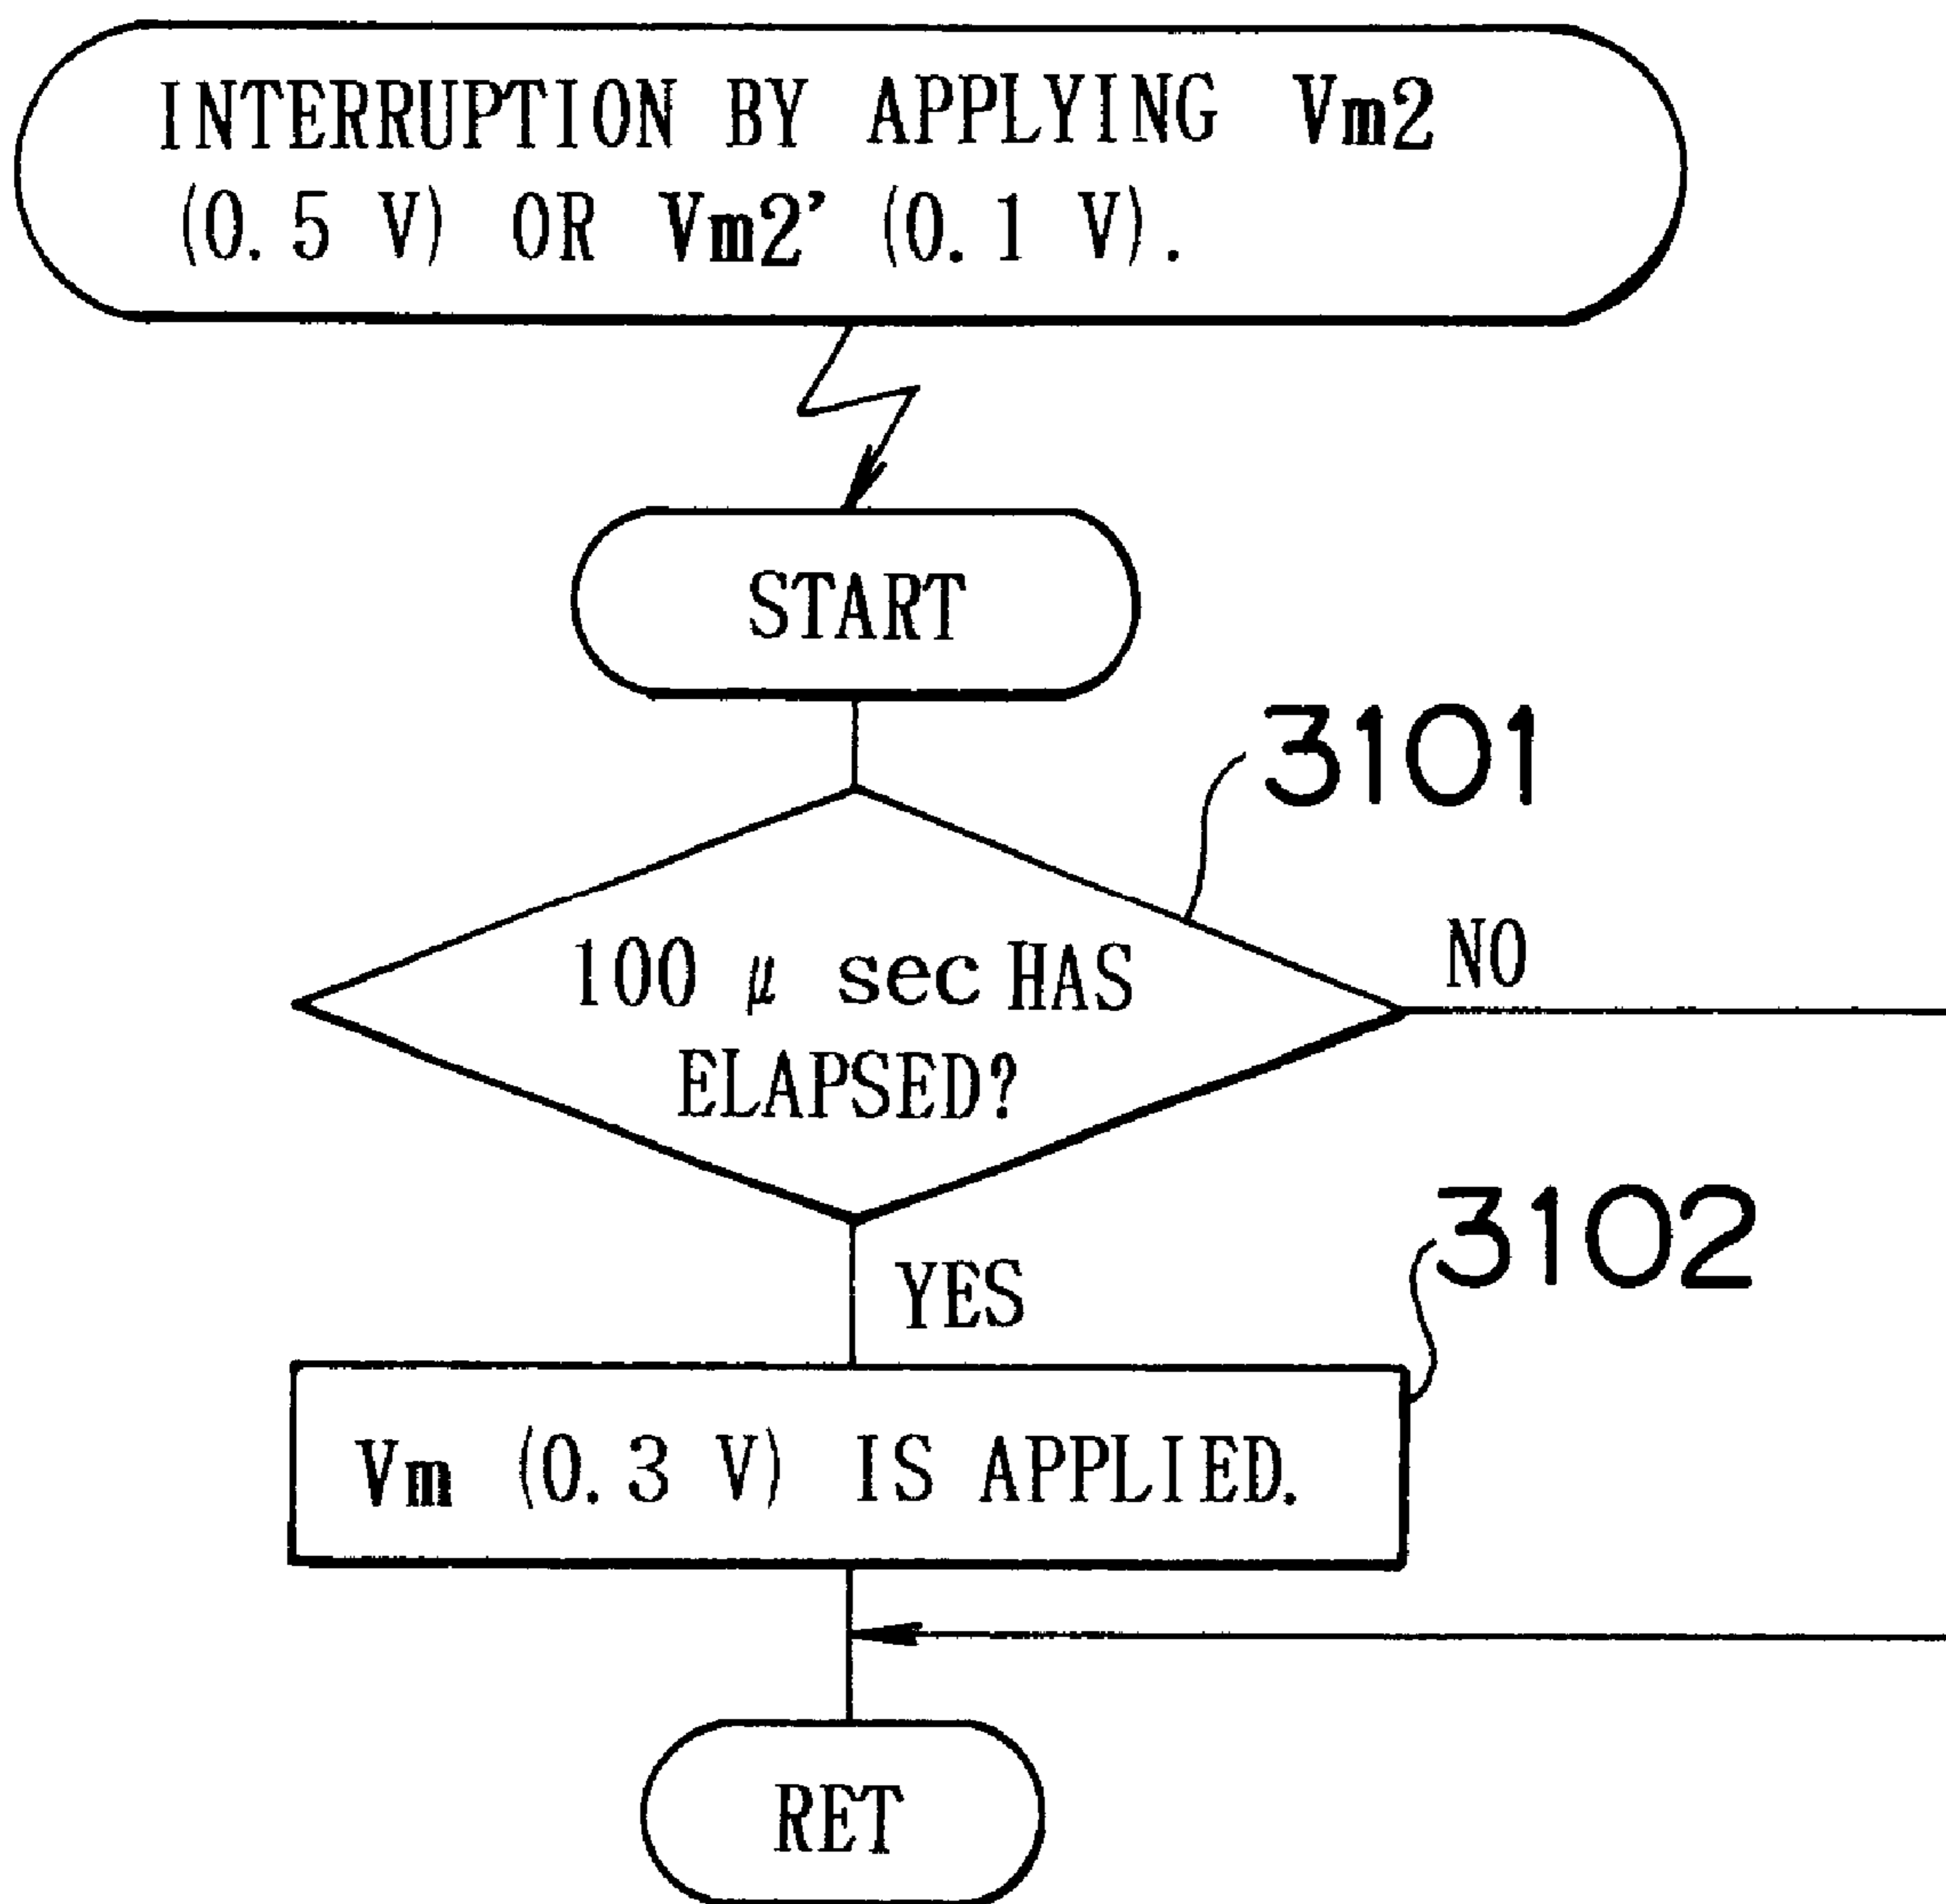 INTERRUPTION BY APPLYING Vm2
(0.5 V) OR Vm2' (0.1 V).
START
3101
100 μ sec HAS
ELAPSED?
NO
YES
3102
Vm (0.3 V) IS APPLIED.
RET